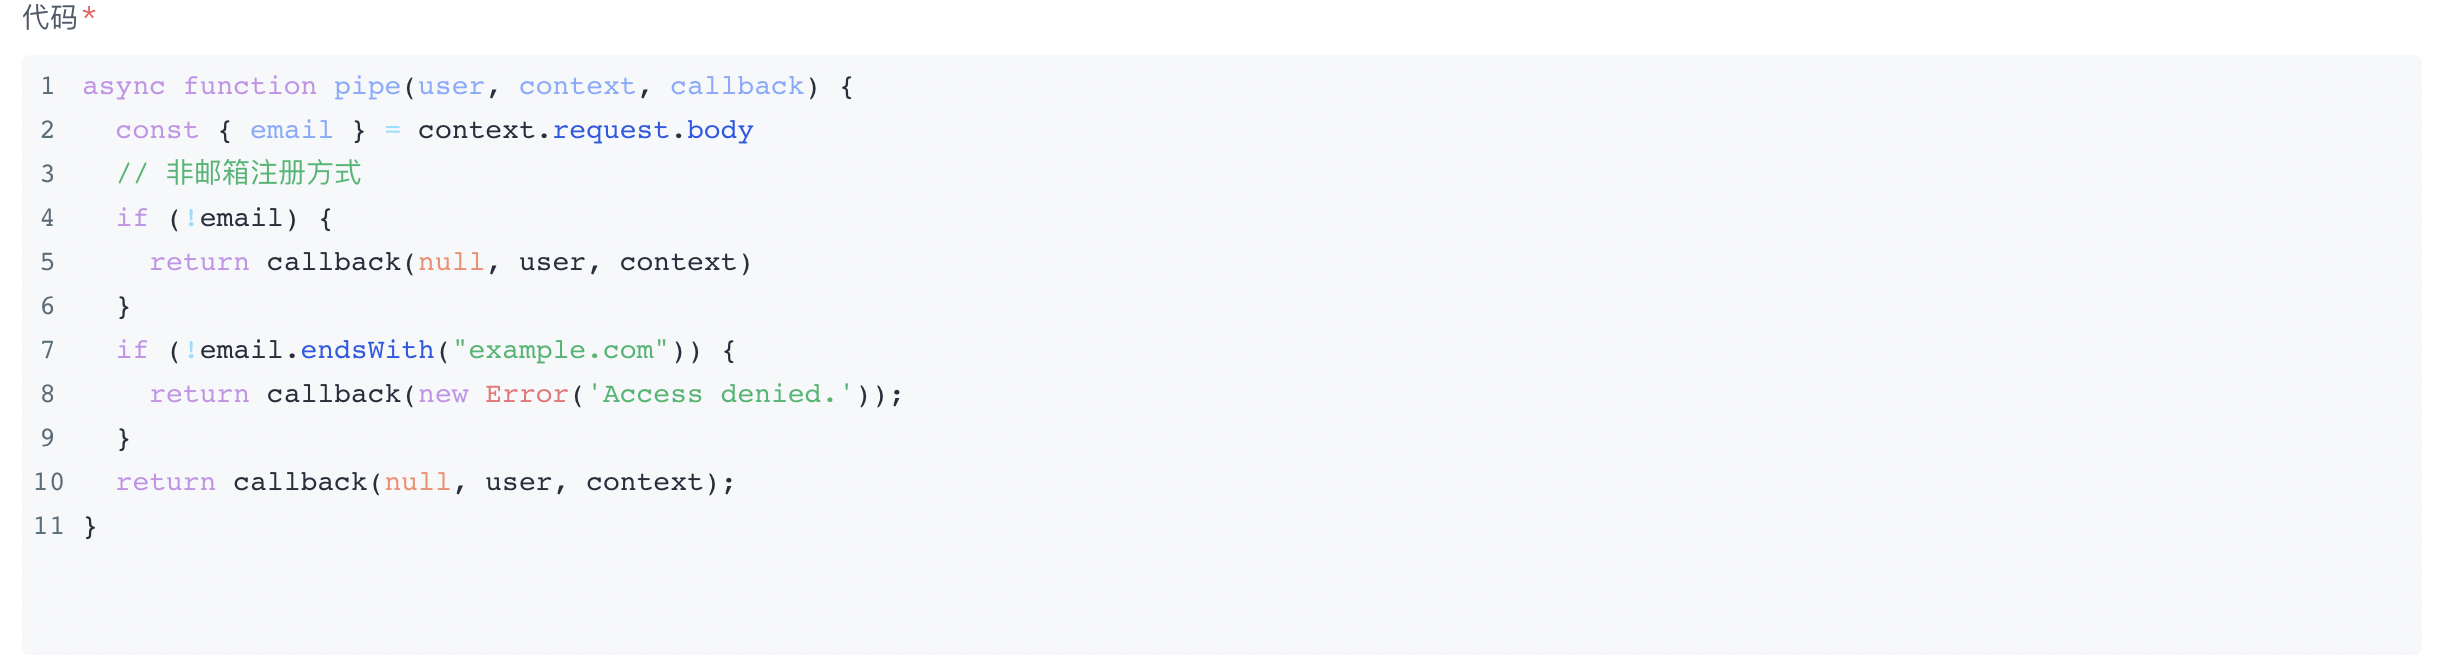 代码*
1 async function pipe(user, context, callback) {
2   const { email } = context.request.body
3   // 非邮箱注册方式
4   if (!email) {
5     return callback(null, user, context)
6   }
7   if (!email.endsWith("example.com")) {
8     return callback(new Error('Access denied.'));
9   }
10   return callback(null, user, context);
11 }